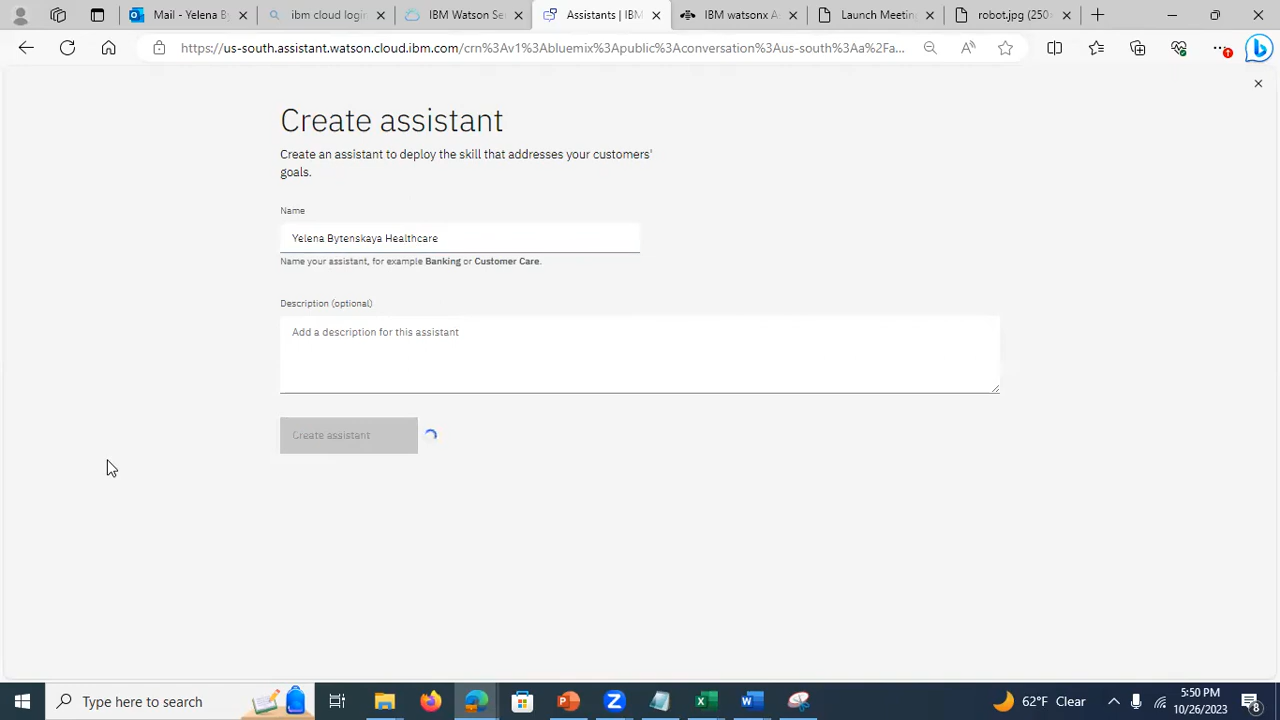 Mail - Yelena By
ibm cloud login
IBM Watson Se
Assistants | IBM
IBM watsonx A
Launch Meetin
robot.jpg (250×
https://us-south.assistant.watson.cloud.ibm.com/crn%3Av1%3Abluemix%3Apublic%3Aconversation%3Aus-south%3Aa%2Fa...
Create assistant
Create an assistant to deploy the skill that addresses your customers'
goals.
Name
Yelena Bytenskaya Healthcare
Name your assistant, for example Banking or Customer Care.
Description (optional)
Add a description for this assistant
Create assistant
Type here to search
62°F Clear
5:50 PM
10/26/2023
8